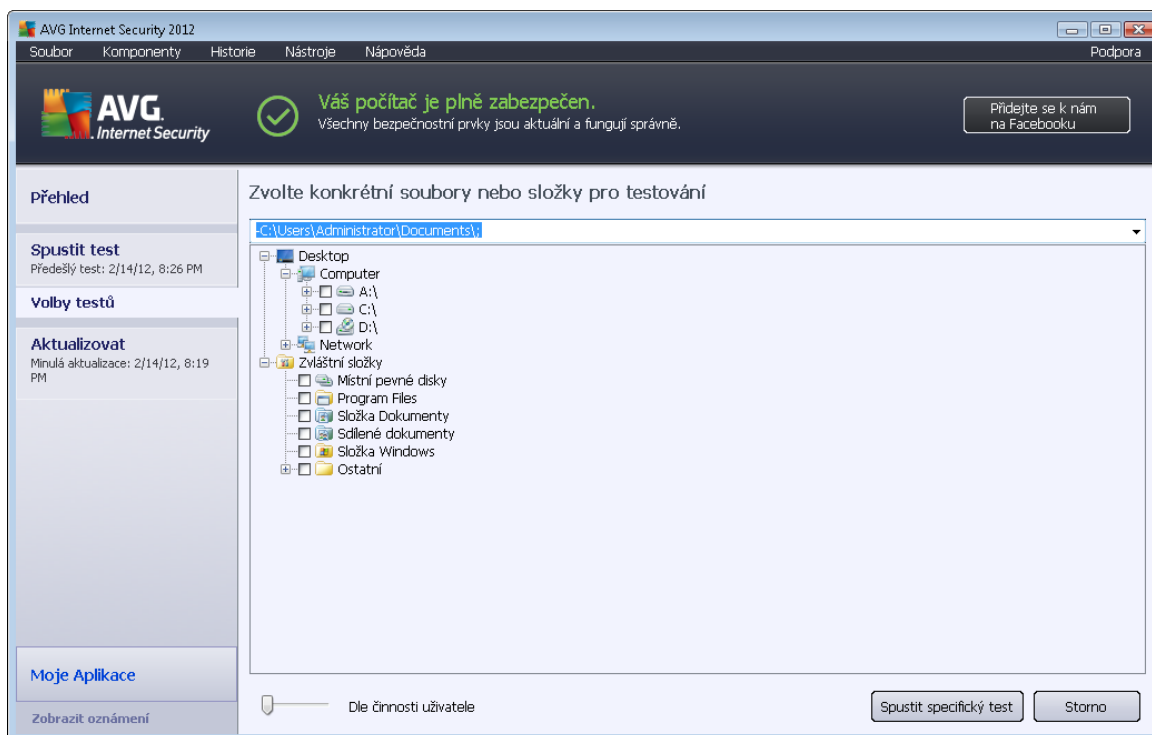 AVG Internet Security 2012
Soubor Komponenty Historie Nástroje Nápověda Podpora
AVG.
Internet Security
Váš počítač je plně zabezpečen.
Všechny bezpečnostní prvky jsou aktuální a fungují správně.
Přidejte se k nám
na Facebooku
Přehled
Spustit test
Předešlý test: 2/14/12, 8:26 PM
Volby testů
Aktualizovat
Minulá aktualizace: 2/14/12, 8:19
PM
Moje Aplikace
Zobrazit oznámení
Zvolte konkrétní soubory nebo složky pro testování
-C:\Users\Administrator\Documents\;
Desktop
Computer
A:\
C:\
D:\
Network
Zvláštní složky
Místní pevné disky
Program Files
Složka Dokumenty
Sdílené dokumenty
Složka Windows
Ostatní
Dle činnosti uživatele
Spustit specifický test
Storno